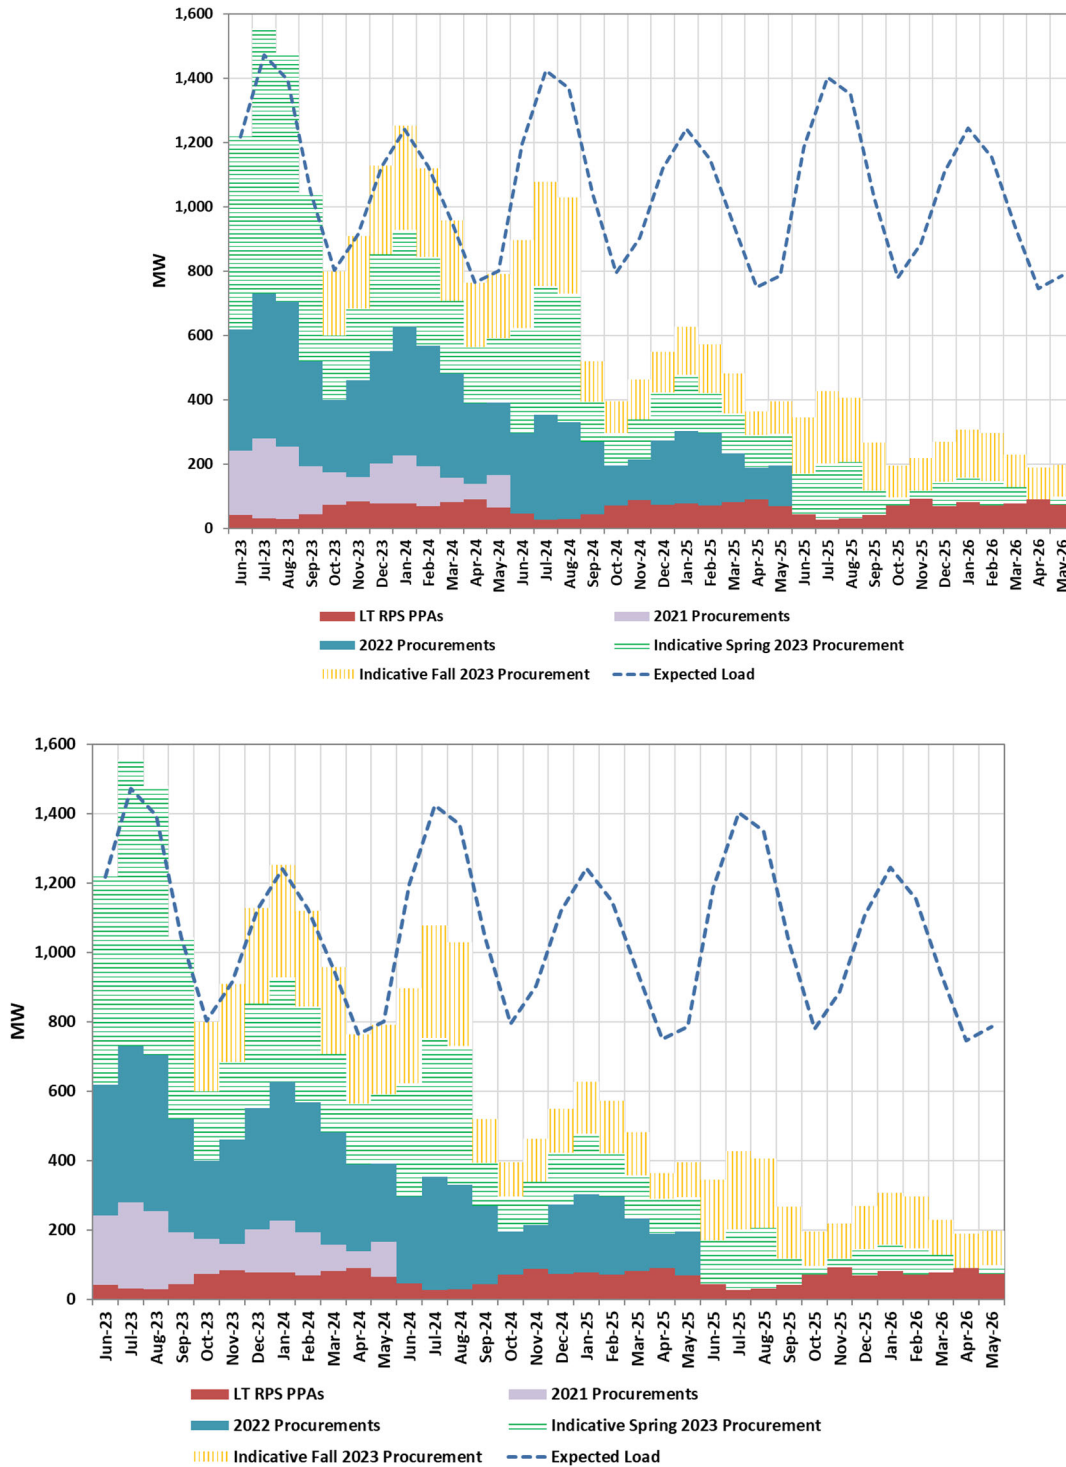 1,600
1,400
1,200
1,000
800
600
400
200
0
MW
Jun-23 Jul-23 Aug-23 Sep-23 Oct-23 Nov-23 Dec-23 Jan-24 Feb-24 Mar-24 Apr-24 May-24 Jun-24 Jul-24 Aug-24 Sep-24 Oct-24 Nov-24 Dec-24 Jan-25 Feb-25 Mar-25 Apr-25 May-25 Jun-25 Jul-25 Aug-25 Sep-25 Oct-25 Nov-25 Dec-25 Jan-26 Feb-26 Mar-26 Apr-26 May-26
LT RPS PPAs 2021 Procurements
2022 Procurements Indicative Spring 2023 Procurement
Indicative Fall 2023 Procurement Expected Load
1,600
1,400
1,200
1,000
800
600
400
200
0
MW
Jun-23 Jul-23 Aug-23 Sep-23 Oct-23 Nov-23 Dec-23 Jan-24 Feb-24 Mar-24 Apr-24 May-24 Jun-24 Jul-24 Aug-24 Sep-24 Oct-24 Nov-24 Dec-24 Jan-25 Feb-25 Mar-25 Apr-25 May-25 Jun-25 Jul-25 Aug-25 Sep-25 Oct-25 Nov-25 Dec-25 Jan-26 Feb-26 Mar-26 Apr-26 May-26
LT RPS PPAs 2021 Procurements
2022 Procurements Indicative Spring 2023 Procurement
Indicative Fall 2023 Procurement Expected Load